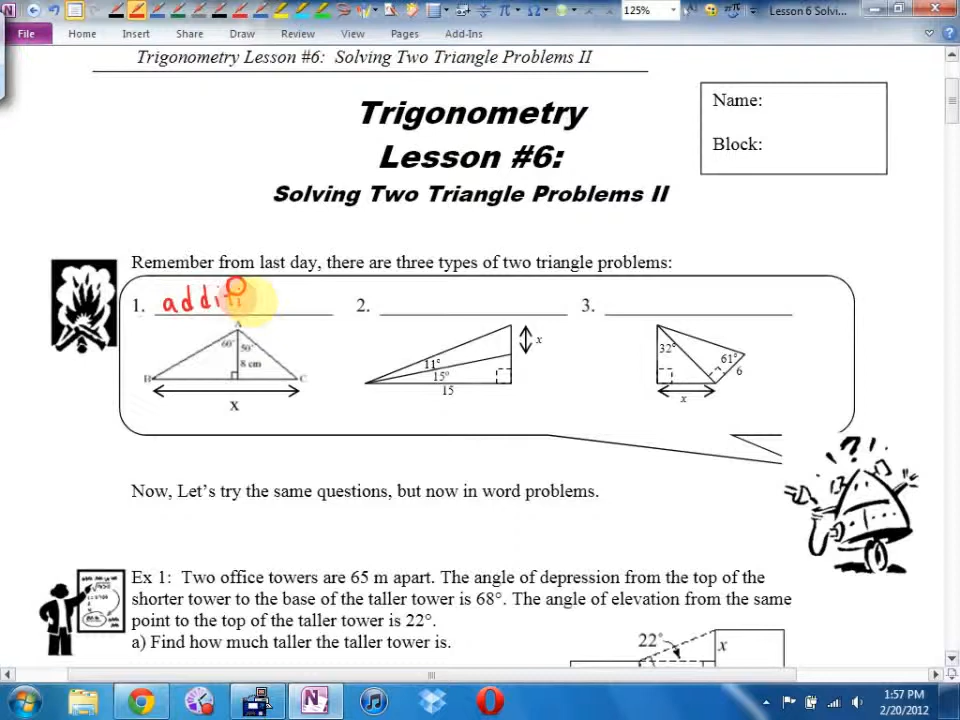 125%
Lesson 6 Solvi...
File Home Insert Share Draw Review View Pages Add-Ins
Trigonometry Lesson #6: Solving Two Triangle Problems II
Name:
Trigonometry
Block:
Lesson #6:
Solving Two Triangle Problems II
Remember from last day, there are three types of two triangle problems:
1. additi 2. 3.
A
60° 50° 8 cm
B C
X
11° 15° 15 x
32° 61° 6 x
Now, Let's try the same questions, but now in word problems.
Ex 1: Two office towers are 65 m apart. The angle of depression from the top of the
shorter tower to the base of the taller tower is 68°. The angle of elevation from the same
point to the top of the taller tower is 22°.
a) Find how much taller the taller tower is.
22° x
1:57 PM
2/20/2012